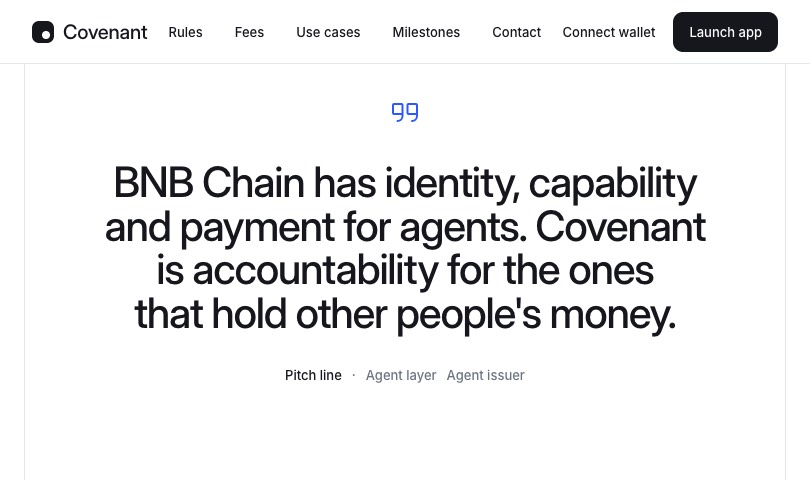 Covenant Rules Fees Use cases Milestones Contact Connect wallet Launch app
BNB Chain has identity, capability
and payment for agents. Covenant
is accountability for the ones
that hold other people's money.
Pitch line · Agent layer Agent issuer